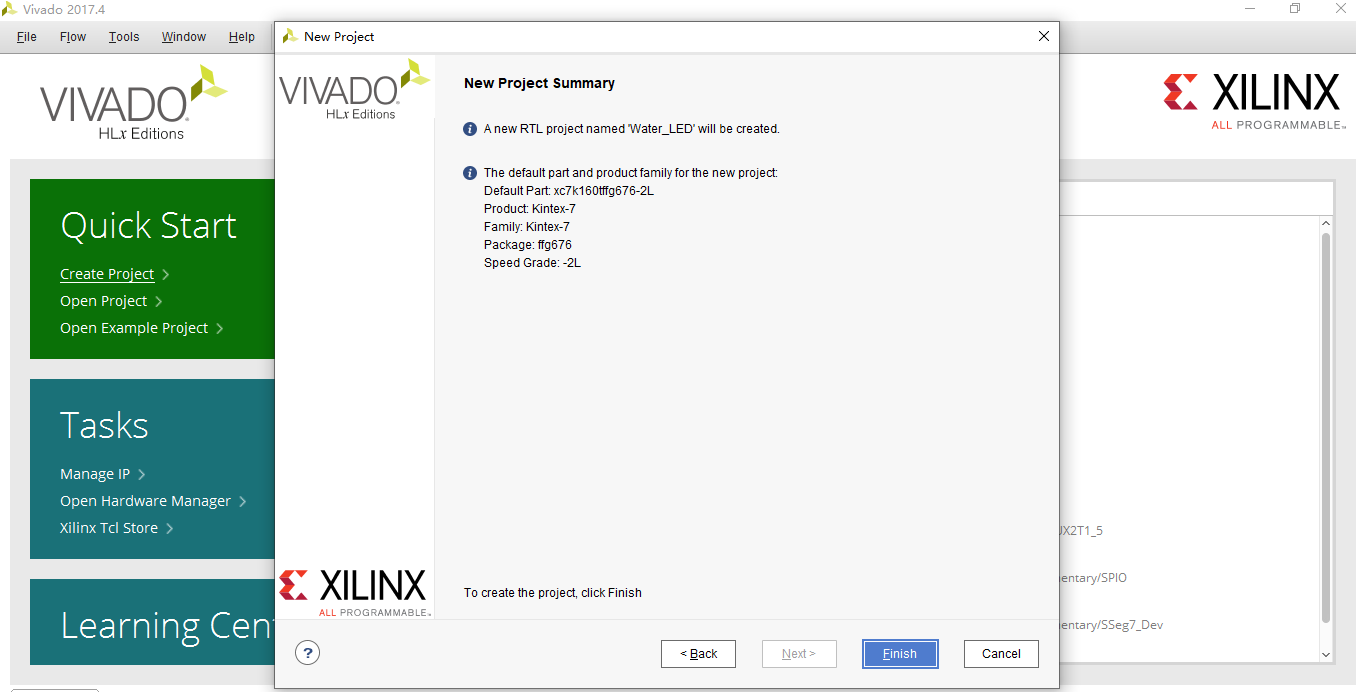 Vivado 2017.4
File Flow Tools Window Help
New Project
VIVADO
HLx Editions
XILINX
ALL PROGRAMMABLE™
Quick Start
Create Project
Open Project
Open Example Project
Tasks
Manage IP
Open Hardware Manager
Xilinx Tcl Store
Learning Cen
VIVADO
HLx Editions
XILINX
ALL PROGRAMMABLE™
New Project Summary
A new RTL project named 'Water_LED' will be created.
The default part and product family for the new project:
Default Part: xc7k160tffg676-2L
Product: Kintex-7
Family: Kintex-7
Package: ffg676
Speed Grade: -2L
To create the project, click Finish
? < Back Next > Finish Cancel
UX2T1_5
entary/SPIO
entary/SSeg7_Dev